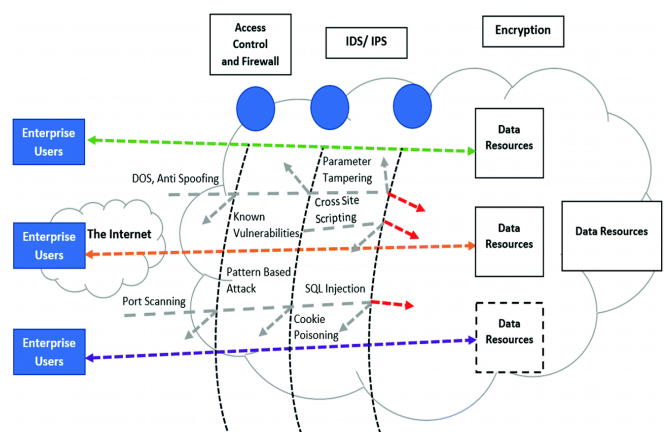 Access
Control
and Firewall
IDS/ IPS
Encryption
Enterprise
Users
Data
Resources
Parameter
Tampering
DOS, Anti Spoofing
Cross Site
Scripting
Known
Vulnerabilities
The Internet
Enterprise
Users
Data
Resources
Data Resources
Pattern Based
Attack
Port Scanning
SQL Injection
Cookie
Poisoning
Enterprise
Users
Data
Resources